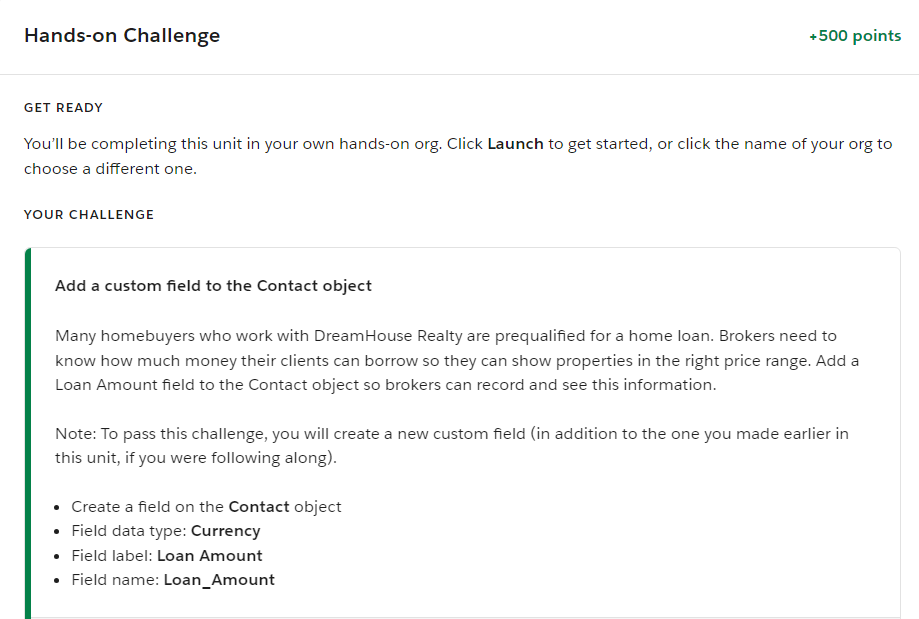 Hands-on Challenge
+500 points
GET READY
You’ll be completing this unit in your own hands-on org. Click Launch to get started, or click the name of your org to
choose a different one.
YOUR CHALLENGE
Add a custom field to the Contact object
Many homebuyers who work with DreamHouse Realty are prequalified for a home loan. Brokers need to
know how much money their clients can borrow so they can show properties in the right price range. Add a
Loan Amount field to the Contact object so brokers can record and see this information.
Note: To pass this challenge, you will create a new custom field (in addition to the one you made earlier in
this unit, if you were following along).
• Create a field on the Contact object
• Field data type: Currency
• Field label: Loan Amount
• Field name: Loan_Amount